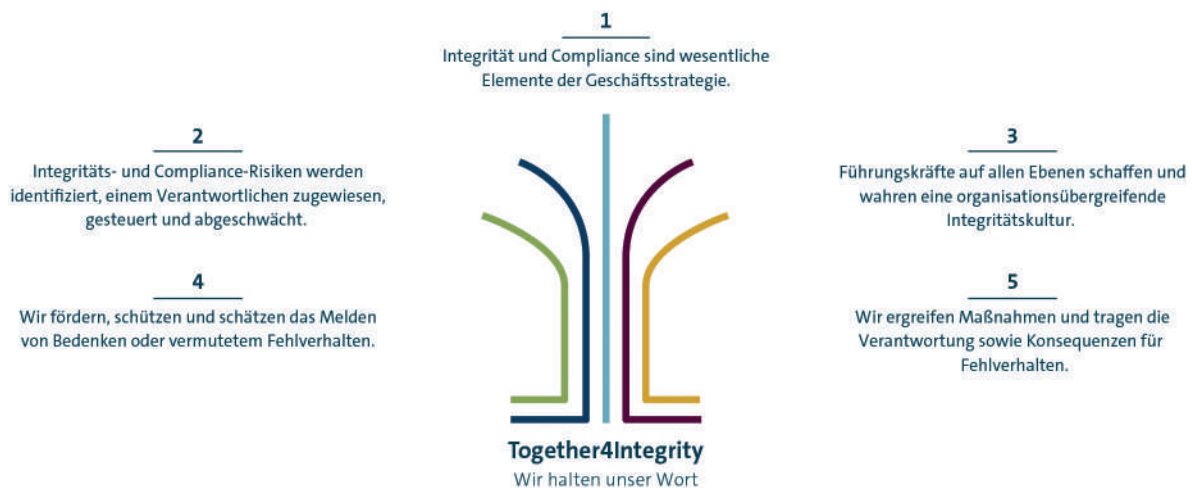 1
Integrität und Compliance sind wesentliche
Elemente der Geschäftsstrategie.
2
Integritäts- und Compliance-Risiken werden
identifiziert, einem Verantwortlichen zugewiesen,
gesteuert und abgeschwächt.
3
Führungskräfte auf allen Ebenen schaffen und
wahren eine organisationsübergreifende
Integritätskultur.
4
Wir fördern, schützen und schätzen das Melden
von Bedenken oder vermutetem Fehlverhalten.
5
Wir ergreifen Maßnahmen und tragen die
Verantwortung sowie Konsequenzen für
Fehlverhalten.
Together4Integrity
Wir halten unser Wort